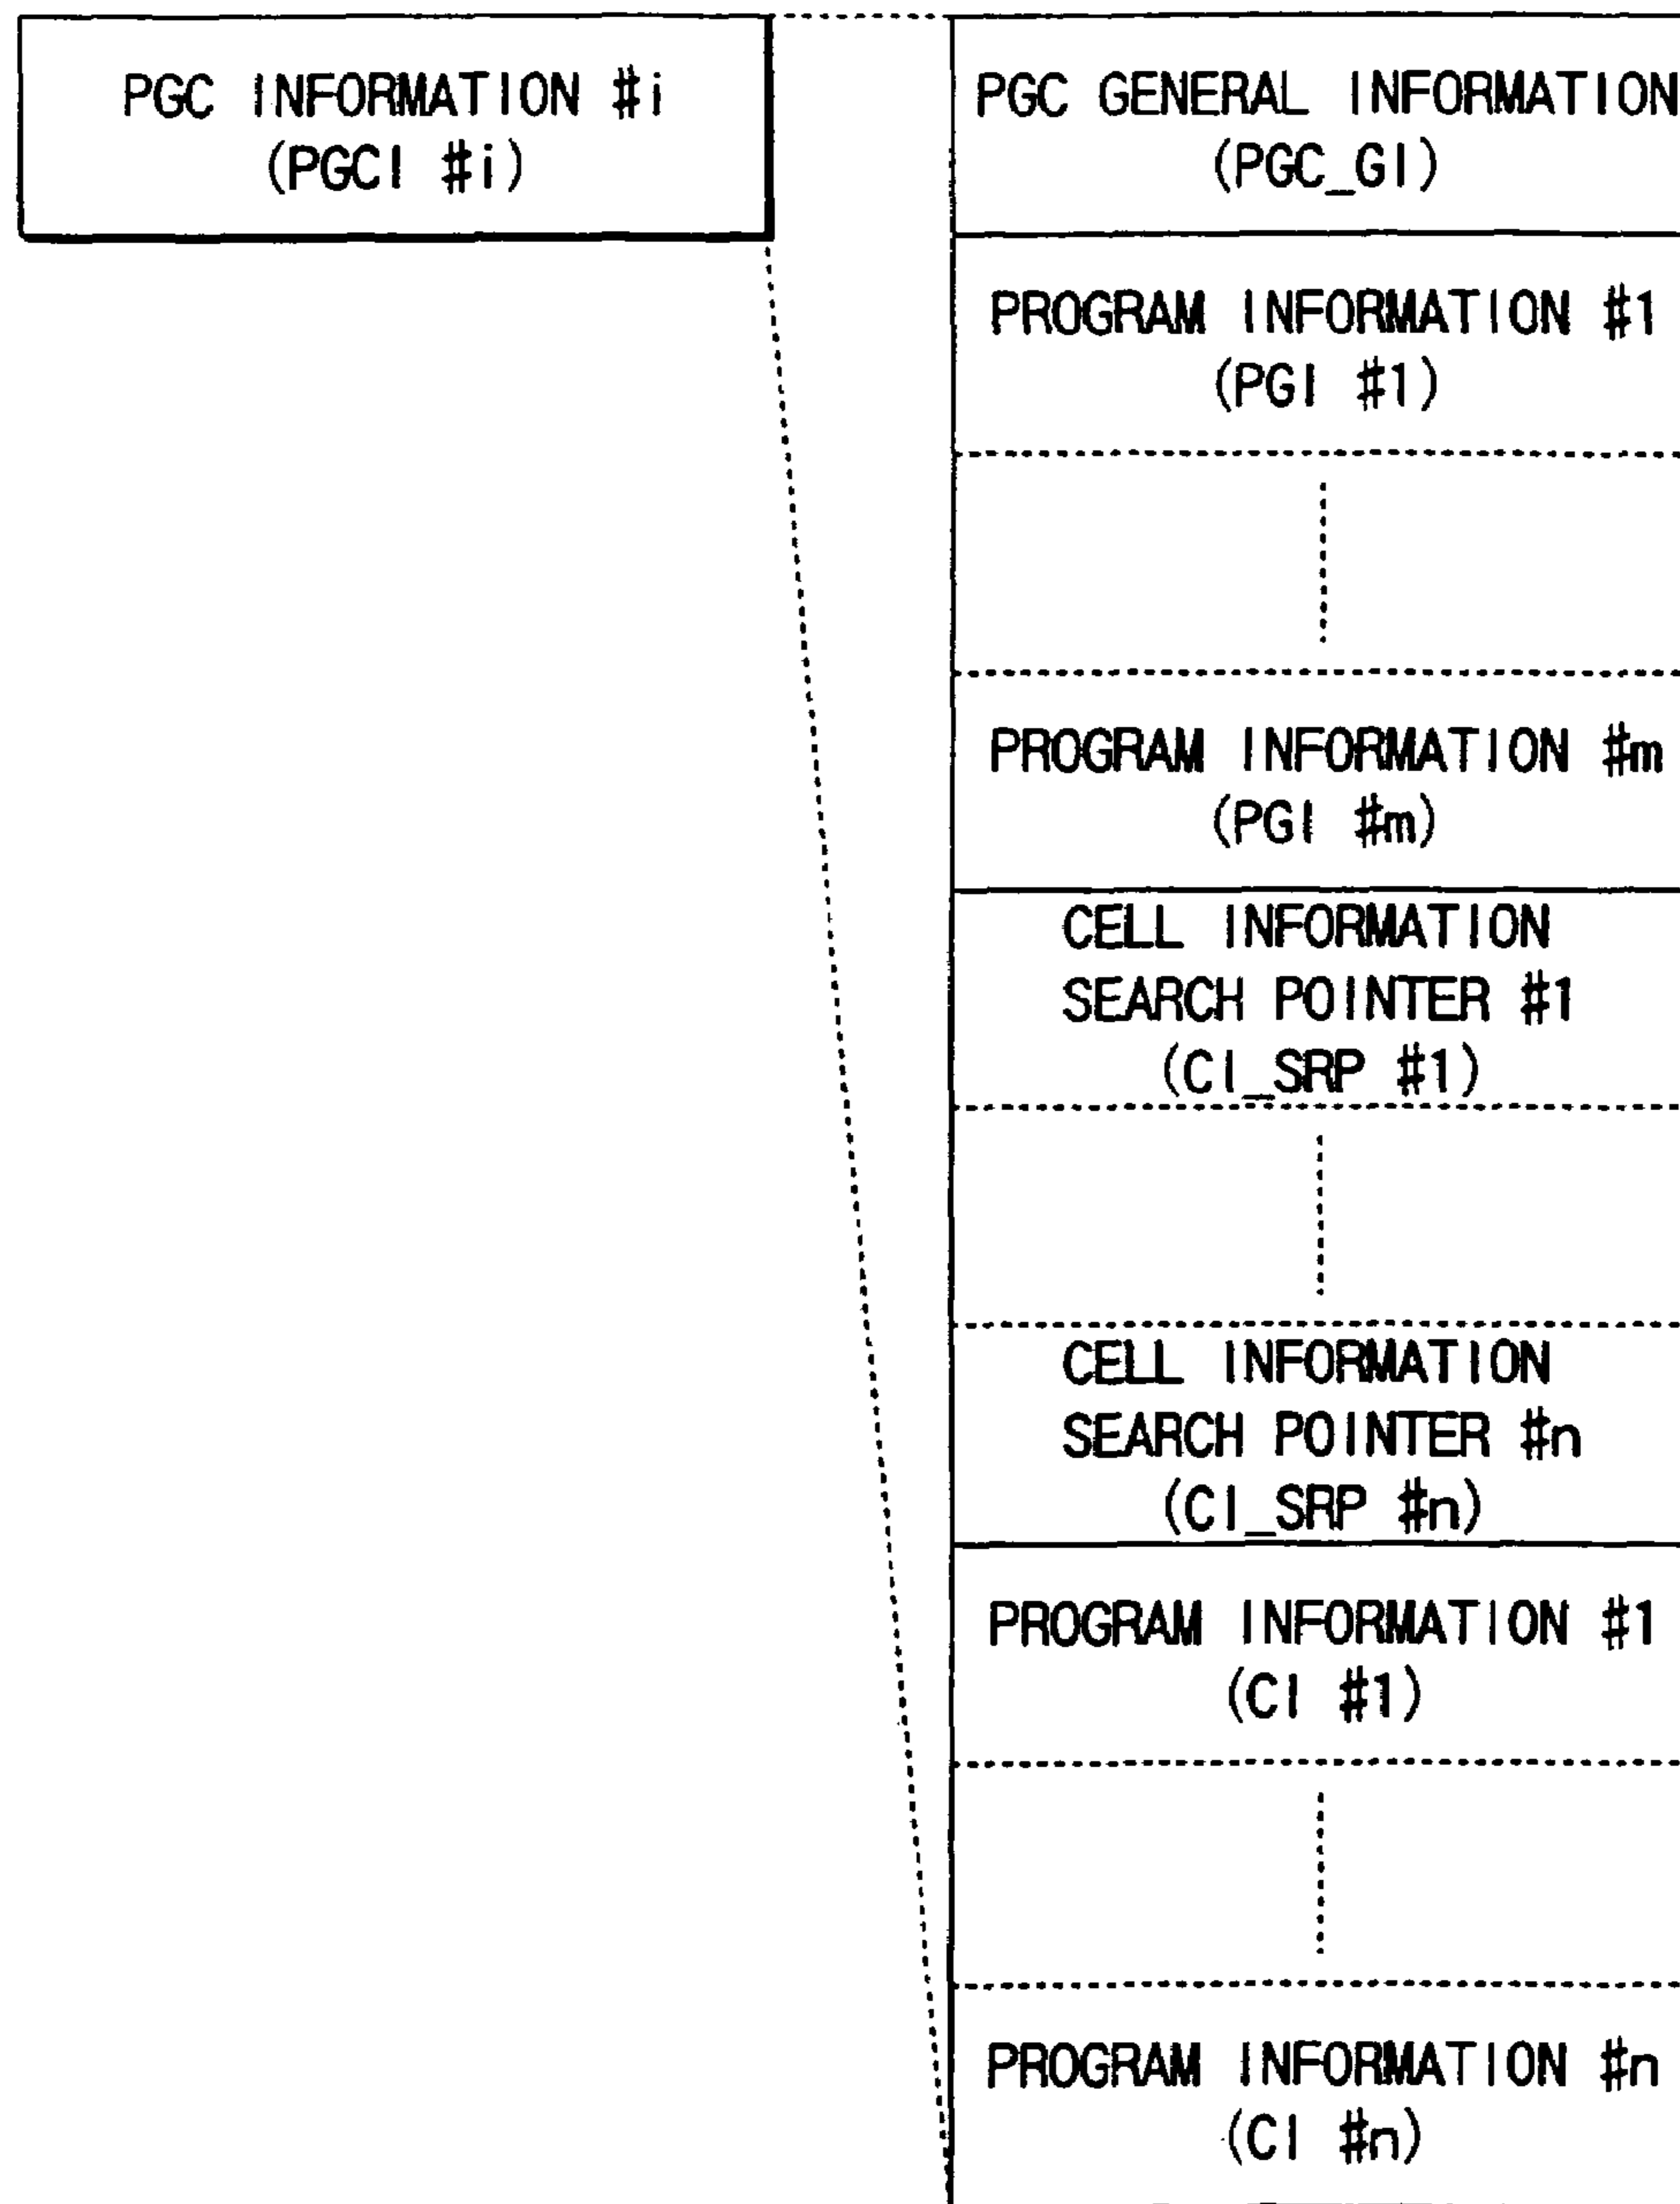 PGC INFORMATION #i
(PGCI #i)
PGC GENERAL INFORMATION
(PGC_GI)
PROGRAM INFORMATION #1
(PGI #1)
PROGRAM INFORMATION #m
(PGI #m)
CELL INFORMATION
SEARCH POINTER #1
(CI_SRP #1)
CELL INFORMATION
SEARCH POINTER #n
(CI_SRP #n)
PROGRAM INFORMATION #1
(CI #1)
PROGRAM INFORMATION #n
(CI #n)